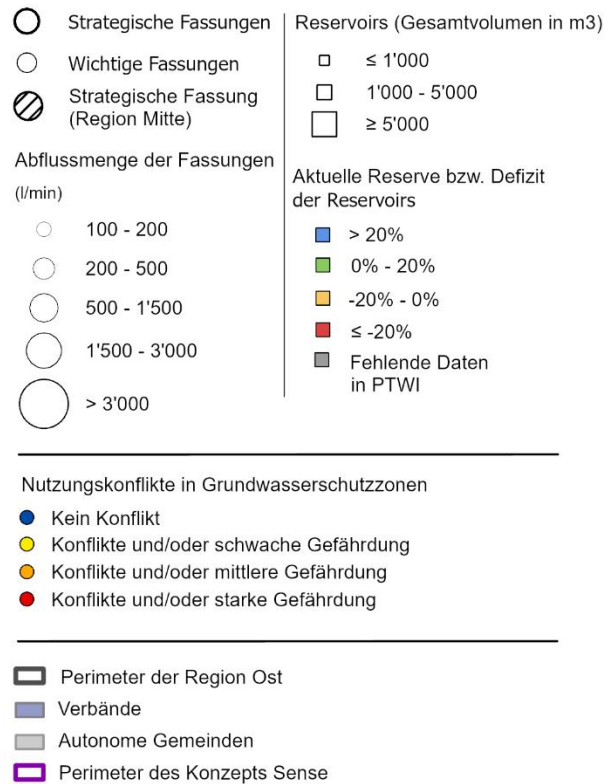 Strategische Fassungen
Wichtige Fassungen
Strategische Fassung
(Region Mitte)
Abflussmenge der Fassungen
(l/min)
100 - 200
200 - 500
500 - 1'500
1'500 - 3'000
> 3'000
Reservoirs (Gesamtvolumen in m3)
≤ 1'000
1'000 - 5'000
≥ 5'000
Aktuelle Reserve bzw. Defizit
der Reservoirs
> 20%
0% - 20%
-20% - 0%
≤ -20%
Fehlende Daten
in PTWI
Nutzungskonflikte in Grundwasserschutzzonen
Kein Konflikt
Konflikte und/oder schwache Gefährdung
Konflikte und/oder mittlere Gefährdung
Konflikte und/oder starke Gefährdung
Perimeter der Region Ost
Verbände
Autonome Gemeinden
Perimeter des Konzepts Sense